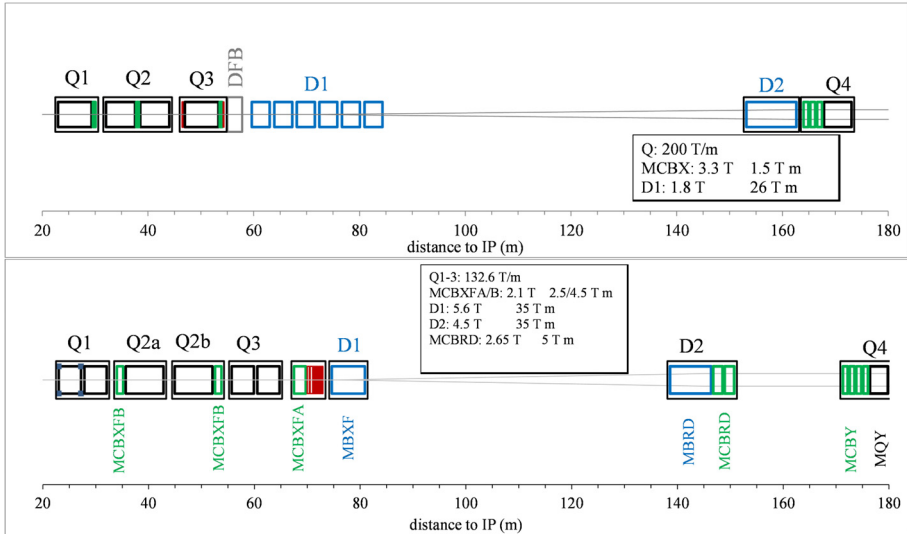 Q1 Q2 Q3 DFB D1 D2 Q4
Q: 200 T/m
MCBX: 3.3 T 1.5 T m
D1: 1.8 T 26 T m
20 40 60 80 100 120 140 160 180
distance to IP (m)
Q1-3: 132.6 T/m
MCBXFA/B: 2.1 T 2.5/4.5 T m
D1: 5.6 T 35 T m
D2: 4.5 T 35 T m
MCBRD: 2.65 T 5 T m
Q1 Q2a Q2b Q3 D1 D2 Q4
MCBXFB MCBXFB MCBXFA MBXF MBRD MCBRD MCBY MQY
20 40 60 80 100 120 140 160 180
distance to IP (m)